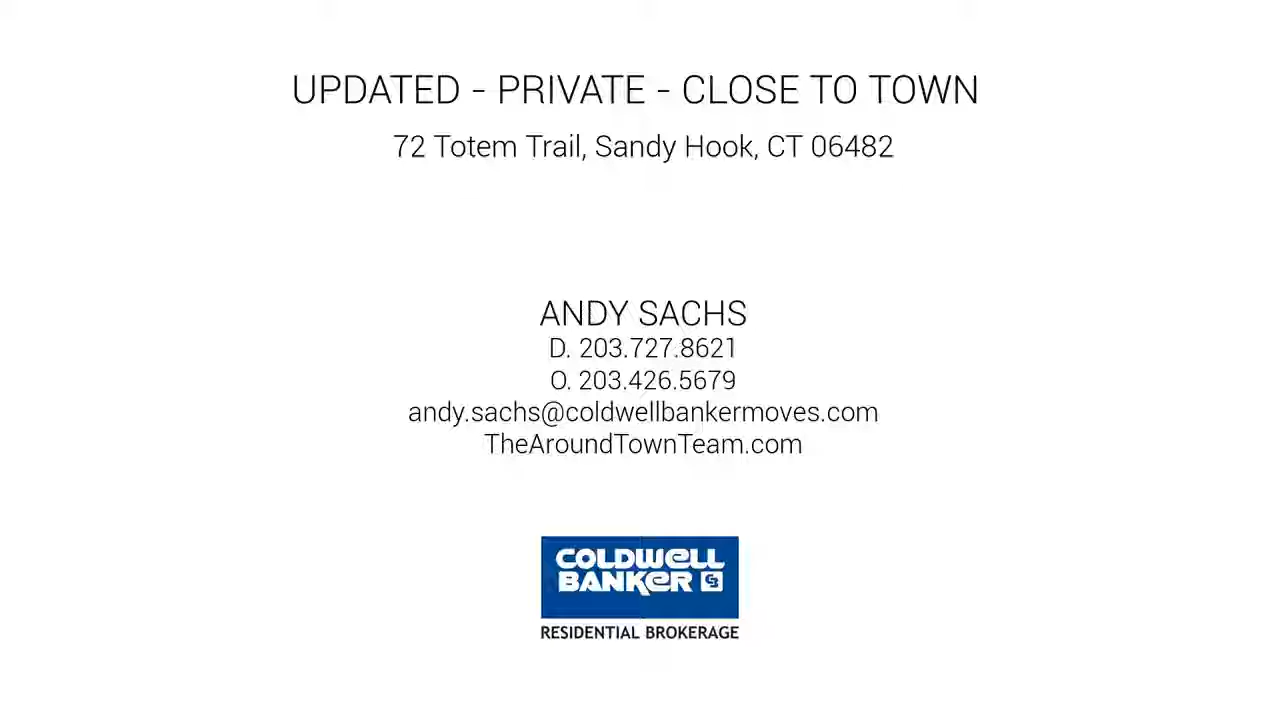 UPDATED - PRIVATE - CLOSE TO TOWN
72 Totem Trail, Sandy Hook, CT 06482
ANDY SACHS
D. 203.727.8621
O. 203.426.5679
andy.sachs@coldwellbankermoves.com
TheAroundTownTeam.com
COLDWELL
BANKER CB
RESIDENTIAL BROKERAGE